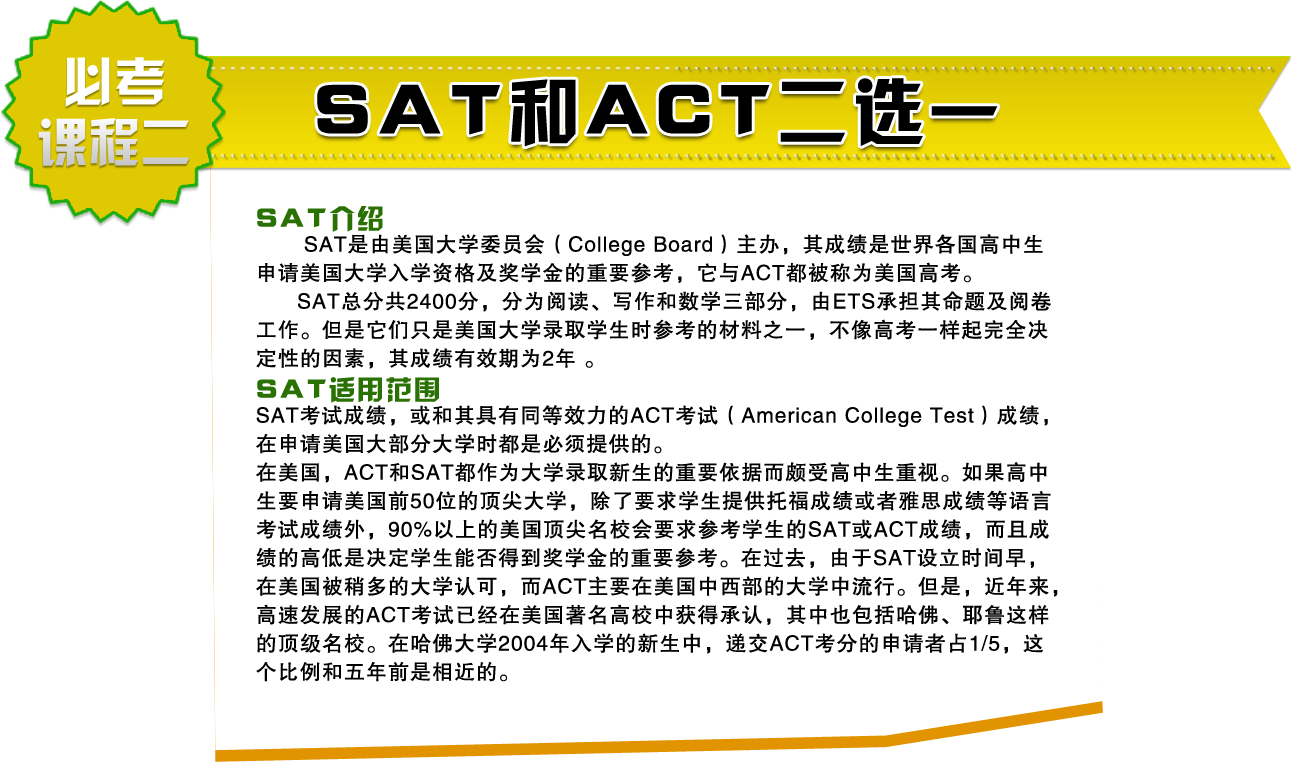 必考
课程二
SAT和ACT二选一
SAT介绍
SAT是由美国大学委员会（College Board）主办，其成绩是世界各国高中生
申请美国大学入学资格及奖学金的重要参考，它与ACT都被称为美国高考。
SAT总分共2400分，分为阅读、写作和数学三部分，由ETS承担其命题及阅卷
工作。但是它们只是美国大学录取学生时参考的材料之一，不像高考一样起完全决
定性的因素，其成绩有效期为2年 。
SAT适用范围
SAT考试成绩，或和其具有同等效力的ACT考试（American College Test）成绩，
在申请美国大部分大学时都是必须提供的。
在美国，ACT和SAT都作为大学录取新生的重要依据而颇受高中生重视。如果高中
生要申请美国前50位的顶尖大学，除了要求学生提供托福成绩或者雅思成绩等语言
考试成绩外，90%以上的美国顶尖名校会要求参考学生的SAT或ACT成绩，而且成
绩的高低是决定学生能否得到奖学金的重要参考。在过去，由于SAT设立时间早，
在美国被稍多的大学认可，而ACT主要在美国中西部的大学中流行。但是，近年来，
高速发展的ACT考试已经在美国著名高校中获得承认，其中也包括哈佛、耶鲁这样
的顶级名校。在哈佛大学2004年入学的新生中，递交ACT考分的申请者占1/5，这
个比例和五年前是相近的。